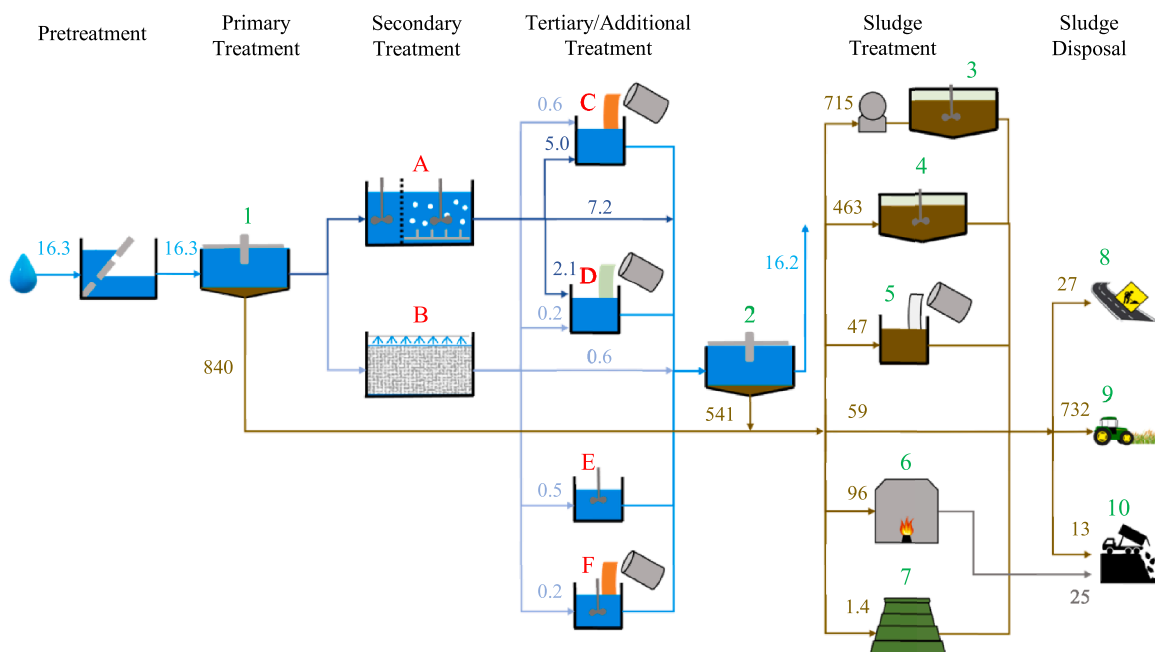 Pretreatment
Primary
Treatment
Secondary
Treatment
Tertiary/Additional
Treatment
Sludge
Treatment
Sludge
Disposal
3
715
0.6
C
5.0
A
4
463
1
7.2
16.3
16.3
16.2
2.1
D
0.2
5
47
8
27
B
2
0.6
840
541
59
9
732
E
6
0.5
96
10
13
F
7
0.2
1.4
25